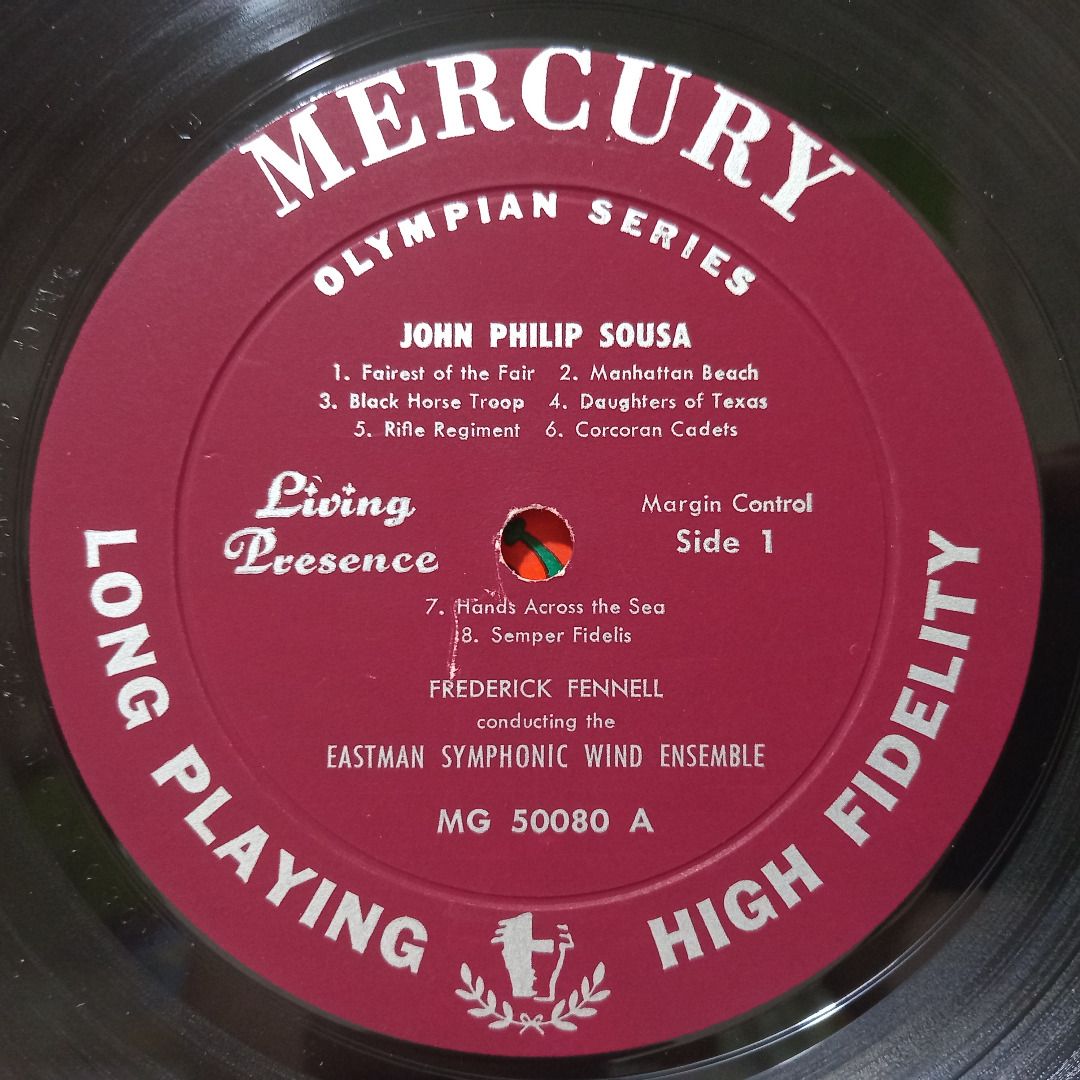 MERCURY
OLYMPIAN SERIES
JOHN PHILIP SOUSA
1. Fairest of the Fair 2. Manhattan Beach
3. Black Horse Troop 4. Daughters of Texas
5. Rifle Regiment 6. Corcoran Cadets
Living
Presence
Margin Control
Side 1
7. Hands Across the Sea
8. Semper Fidelis
FREDERICK FENNELL
conducting the
EASTMAN SYMPHONIC WIND ENSEMBLE
MG 50080 A
LONG PLAYING
HIGH FIDELITY